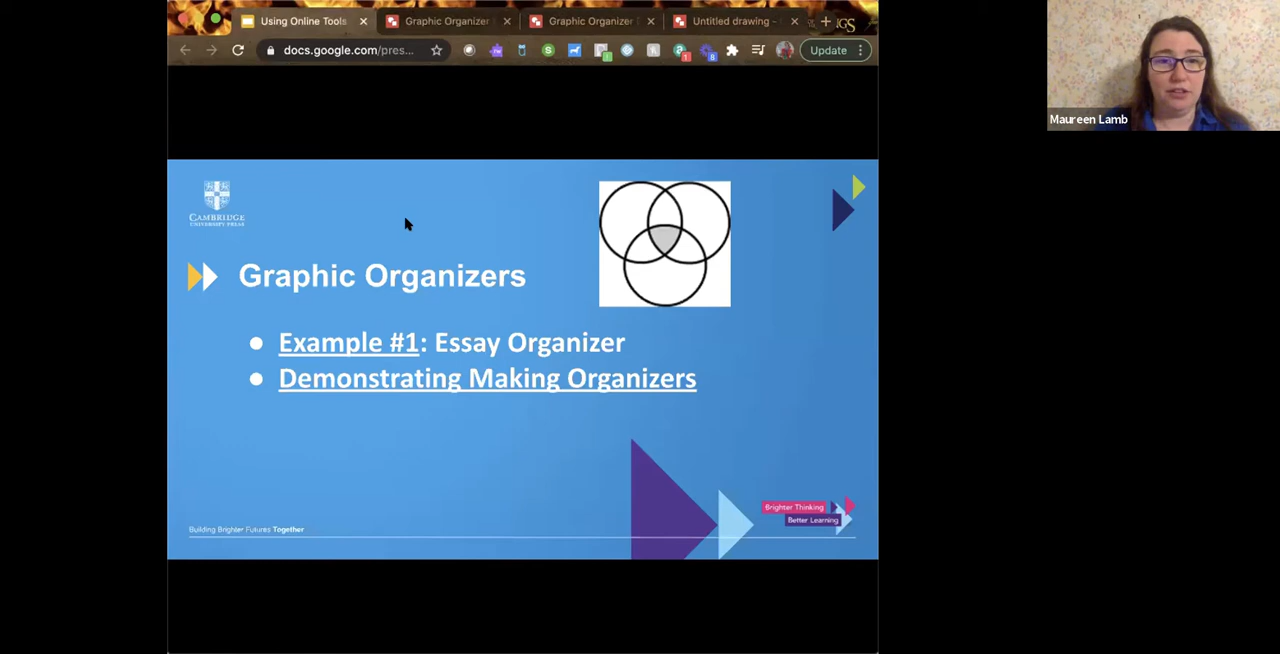 Using Online Tools
Graphic Organizer
Graphic Organizer
Untitled drawing -
docs.google.com/pres...
Update
Maureen Lamb
CAMBRIDGE
UNIVERSITY PRESS
Graphic Organizers
Example #1: Essay Organizer
Demonstrating Making Organizers
Brighter Thinking
Better Learning
Building Brighter Futures Together